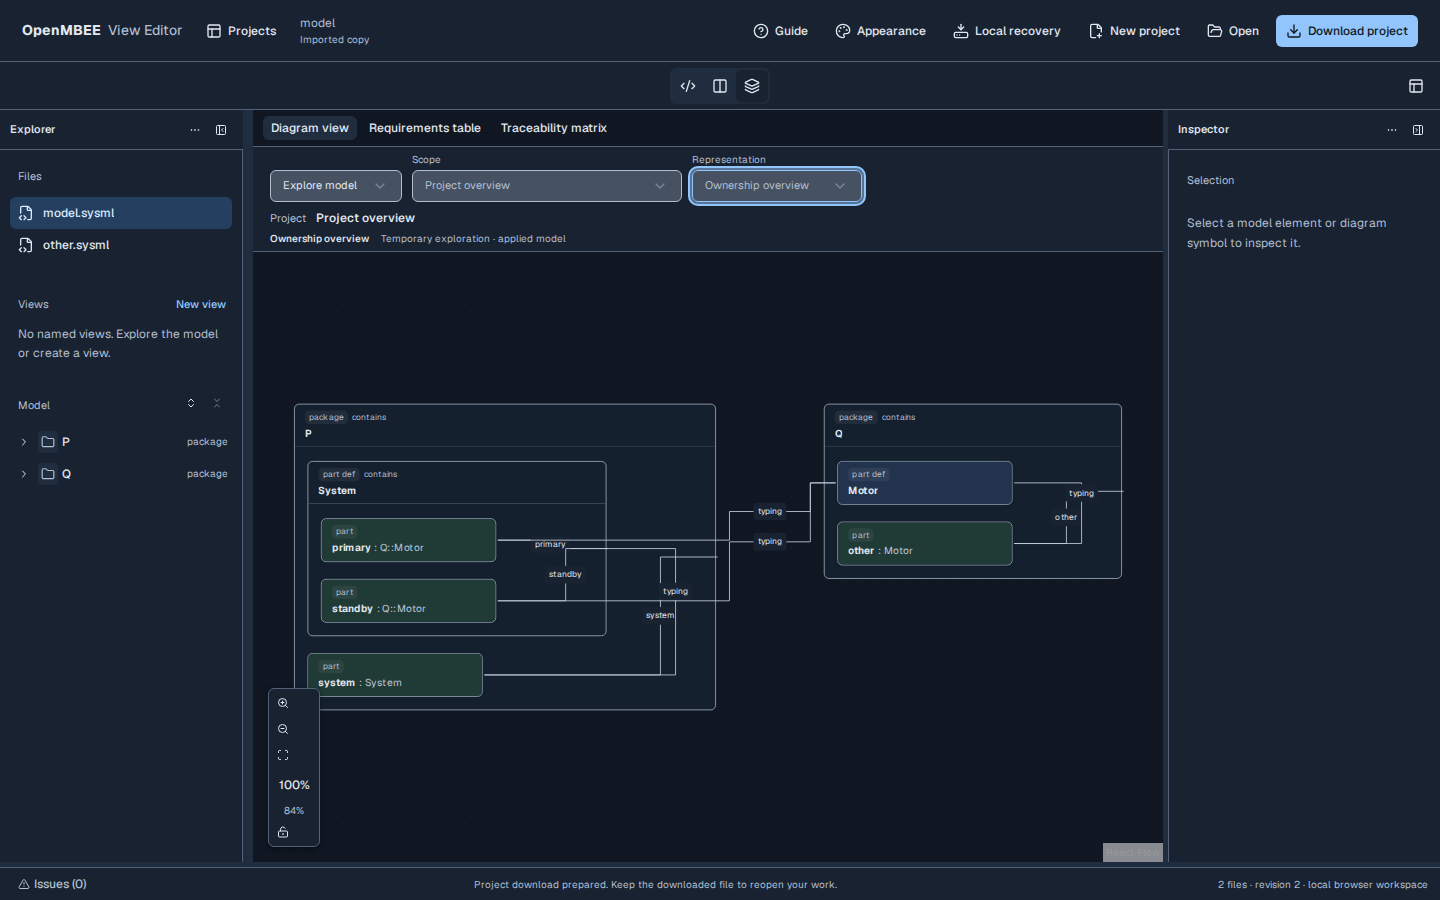 OpenMBEE View Editor
Projects
model
Imported copy
Guide
Appearance
Local recovery
New project
Open
Download project
Explorer
Files
model.sysml
other.sysml
Views
New view
No named views. Explore the model
or create a view.
Model
P
package
Q
package
Diagram view
Requirements table
Traceability matrix
Scope
Representation
Explore model
Project overview
Ownership overview
Project Project overview
Ownership overview Temporary exploration · applied model
package contains
P
part def contains
System
part
primary : Q::Motor
part
standby : Q::Motor
part
system : System
primary
standby
typing
system
typing
typing
package contains
Q
part def
Motor
part
other : Motor
typing
other
100%
84%
React Flow
Inspector
Selection
Select a model element or diagram
symbol to inspect it.
Issues (0)
Project download prepared. Keep the downloaded file to reopen your work.
2 files · revision 2 · local browser workspace